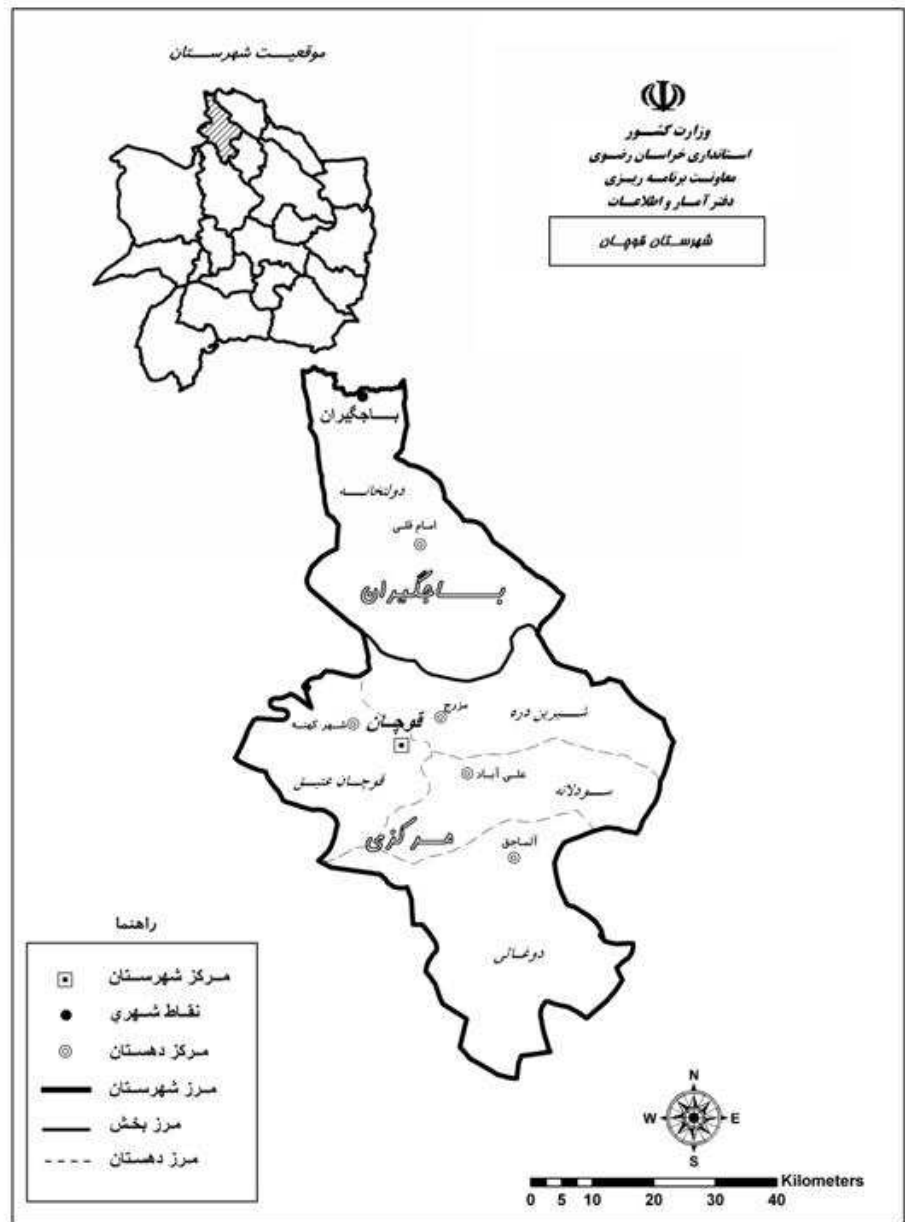 موقعیت شهرستان
وزارت کشور
استانداری خراسان رضوی
معاونت برنامه ریزی
دفتر آمار و اطلاعات
شهرستان قوچان
باجگیران
دولتخانه
امام قلی
باجگیران
شیرین دره
مزرج
قوچان
شهر کهنه
علی آباد
قوچان عتیق
سودلانه
مرکزی
آلماجق
دوغائی
راهنما
مرکز شهرستان
نقاط شهري
مرکز دهستان
مرز شهرستان
مرز بخش
مرز دهستان
N
W E
S
Kilometers
0 5 10 20 30 40